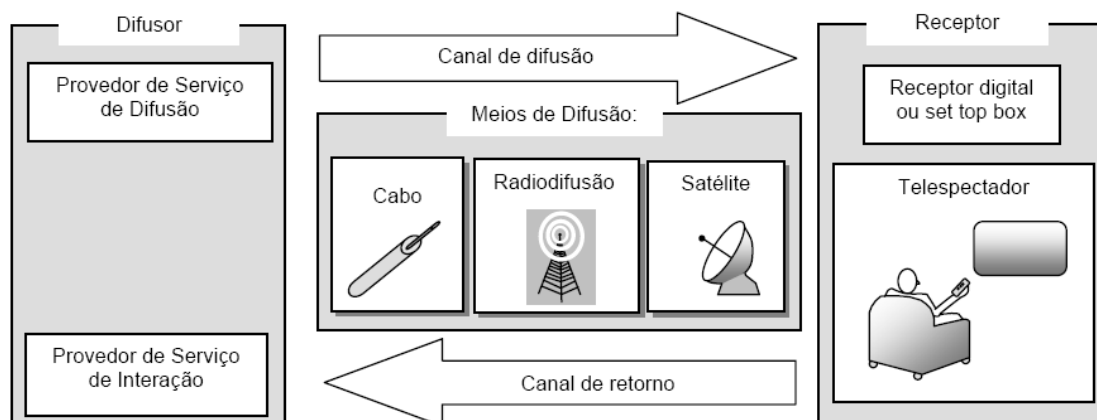 Difusor
Provedor de Serviço
de Difusão
Provedor de Serviço
de Interação
Canal de difusão
Meios de Difusão:
Cabo
Radiodifusão
Satélite
Canal de retorno
Receptor
Receptor digital
ou set top box
Telespectador